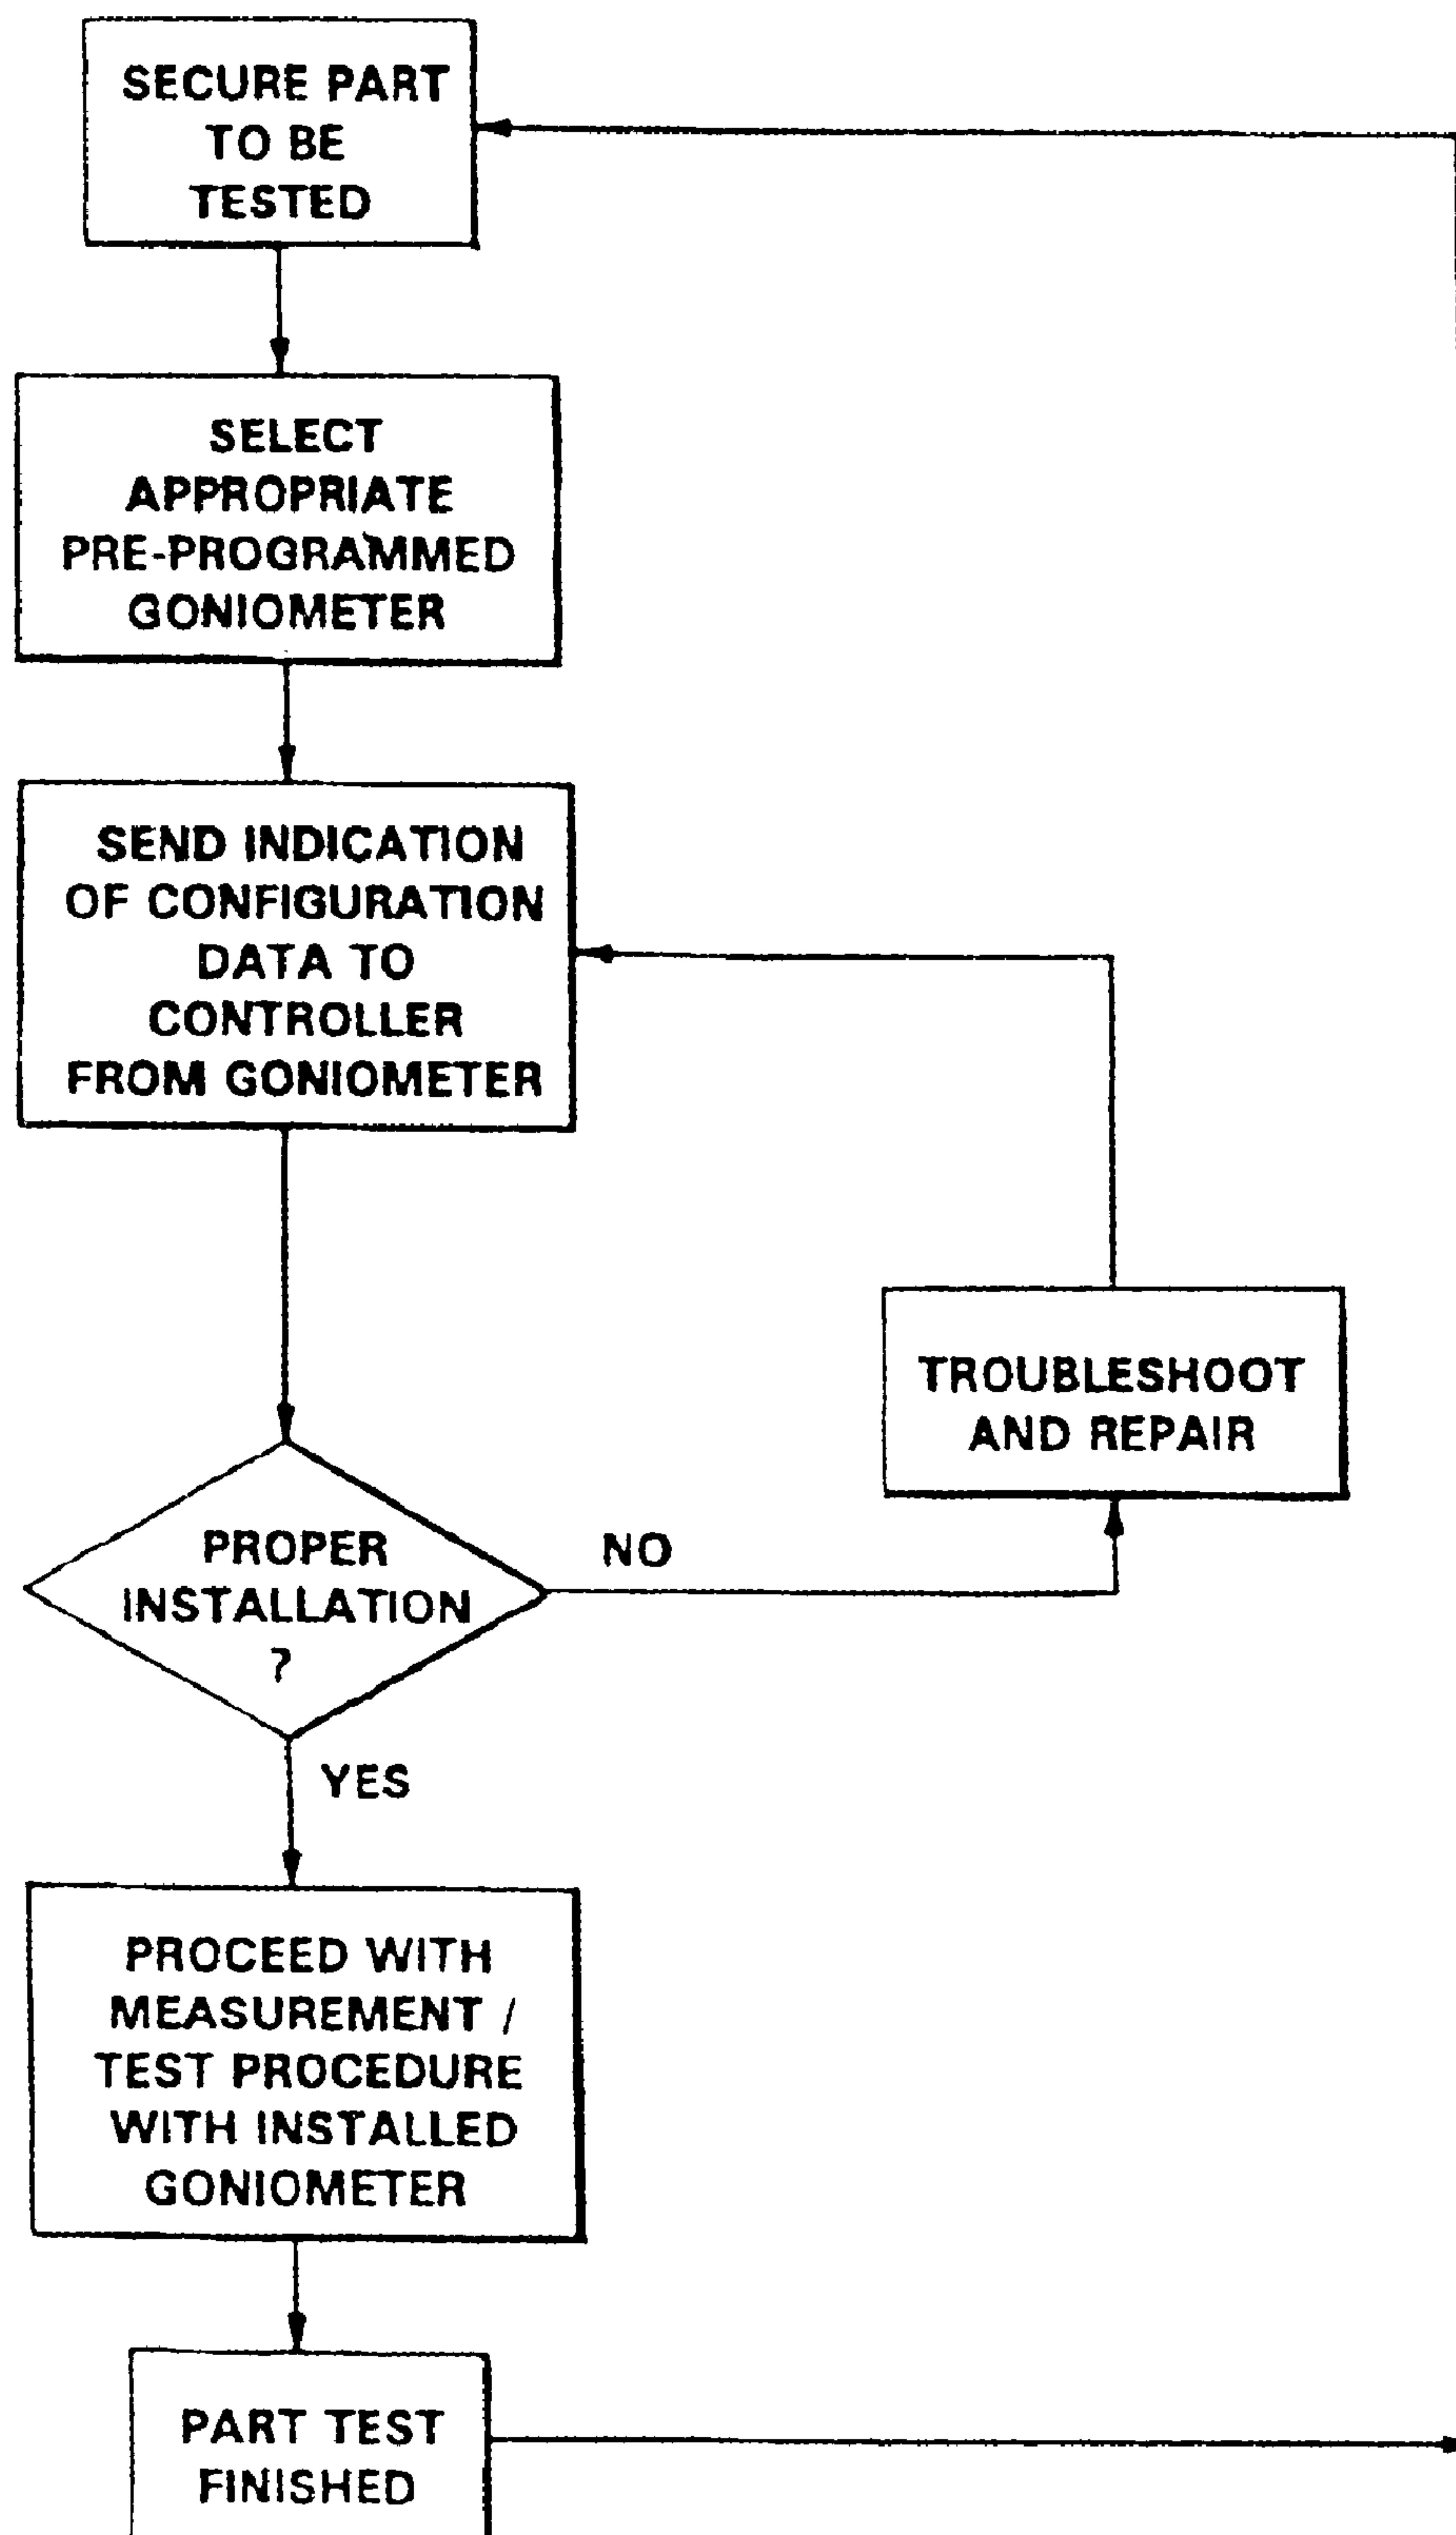 SECURE PART
TO BE
TESTED
SELECT
APPROPRIATE
PRE-PROGRAMMED
GONIOMETER
SEND INDICATION
OF CONFIGURATION
DATA TO
CONTROLLER
FROM GONIOMETER
TROUBLESHOOT
AND REPAIR
PROPER
INSTALLATION
?
NO
YES
PROCEED WITH
MEASUREMENT /
TEST PROCEDURE
WITH INSTALLED
GONIOMETER
PART TEST
FINISHED